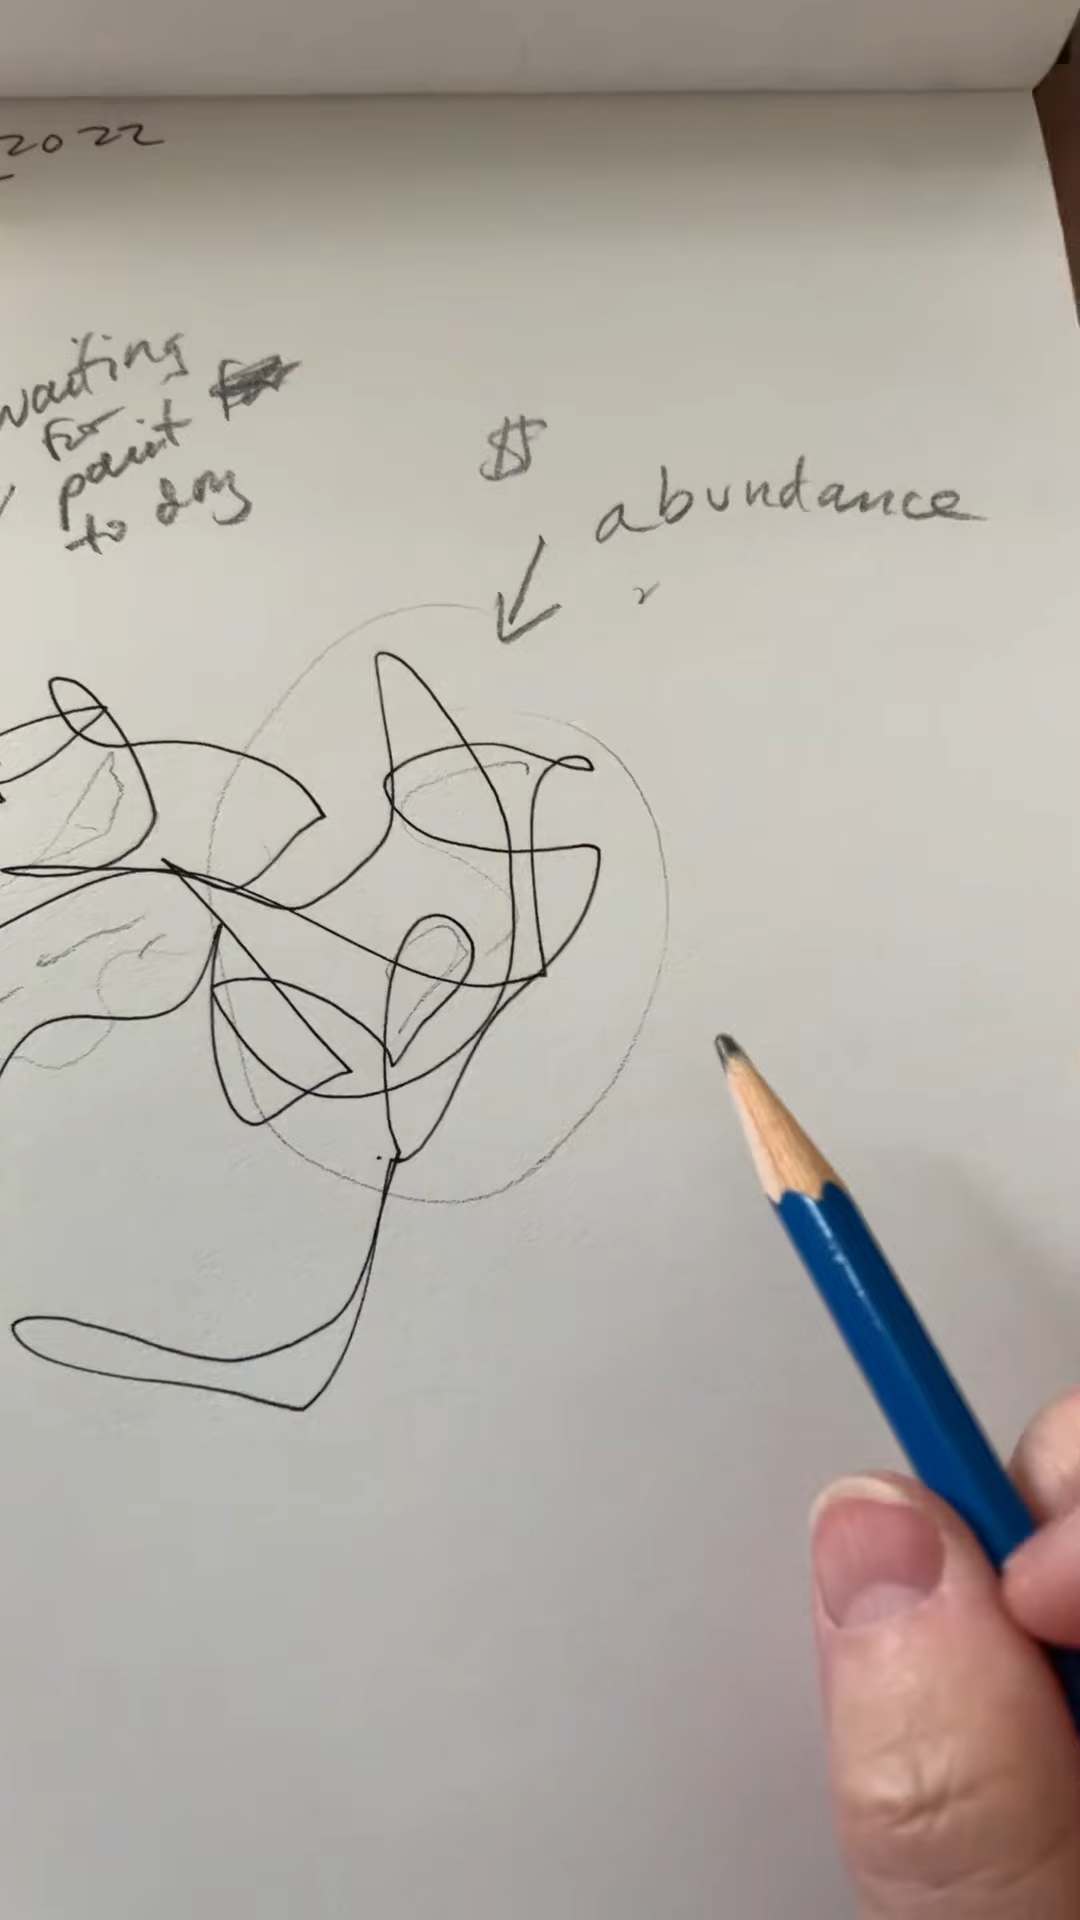 2022
waiting
for
paint
to dry
$
abundance